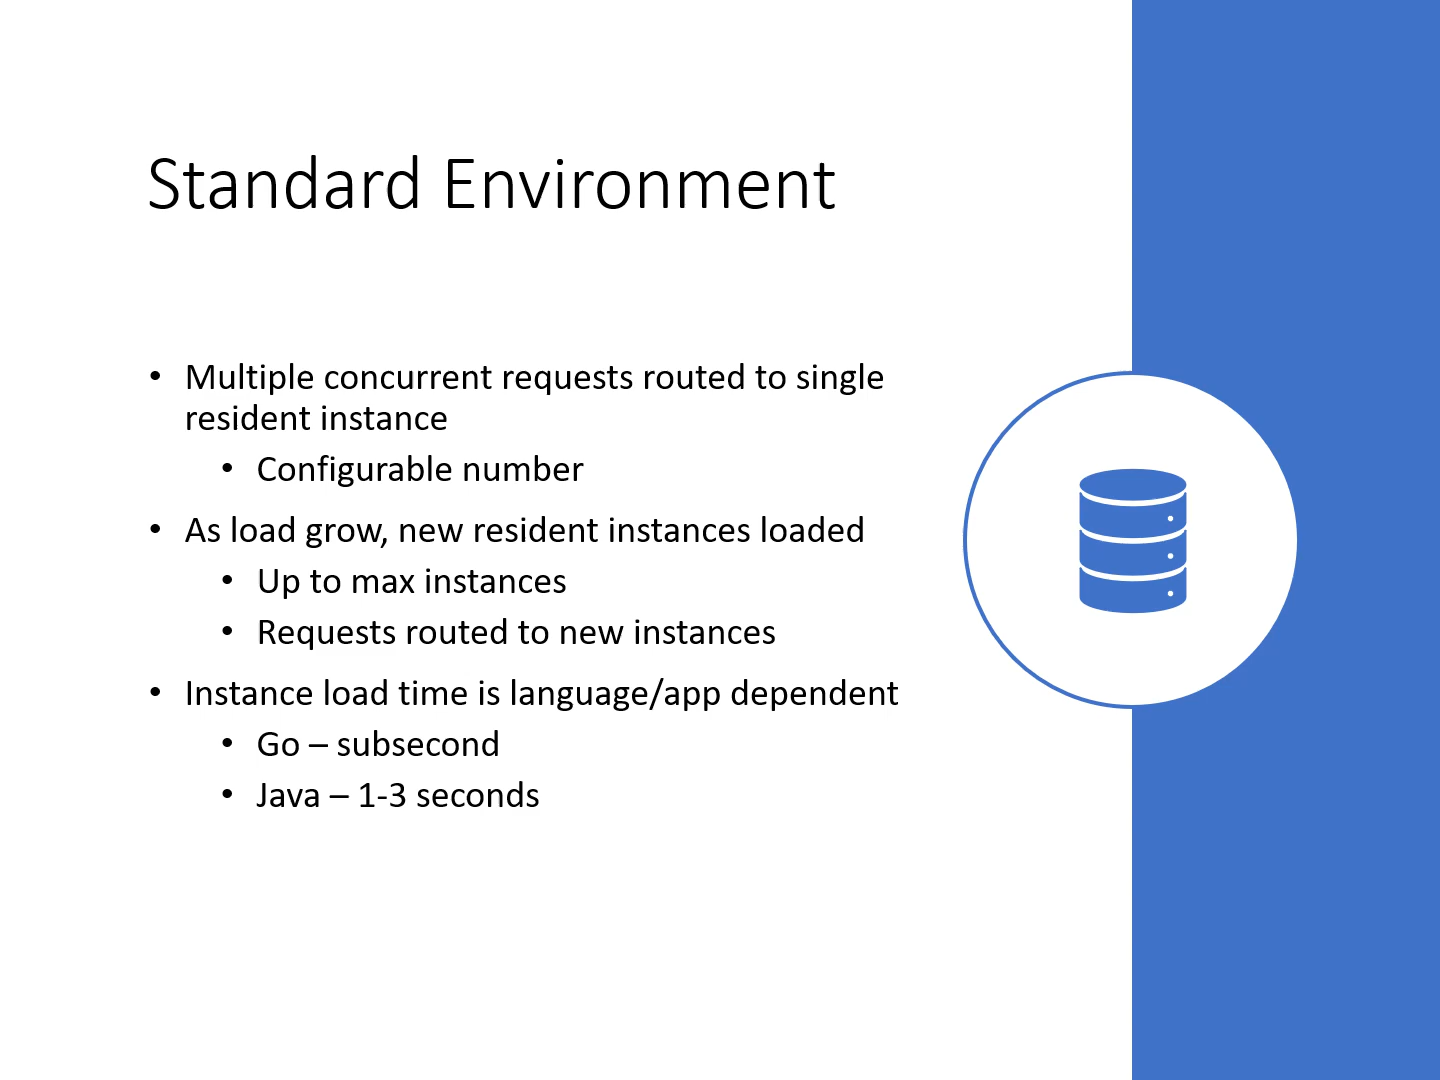 Standard Environment
• Multiple concurrent requests routed to single
resident instance
• Configurable number
• As load grow, new resident instances loaded
• Up to max instances
• Requests routed to new instances
• Instance load time is language/app dependent
• Go – subsecond
• Java – 1-3 seconds